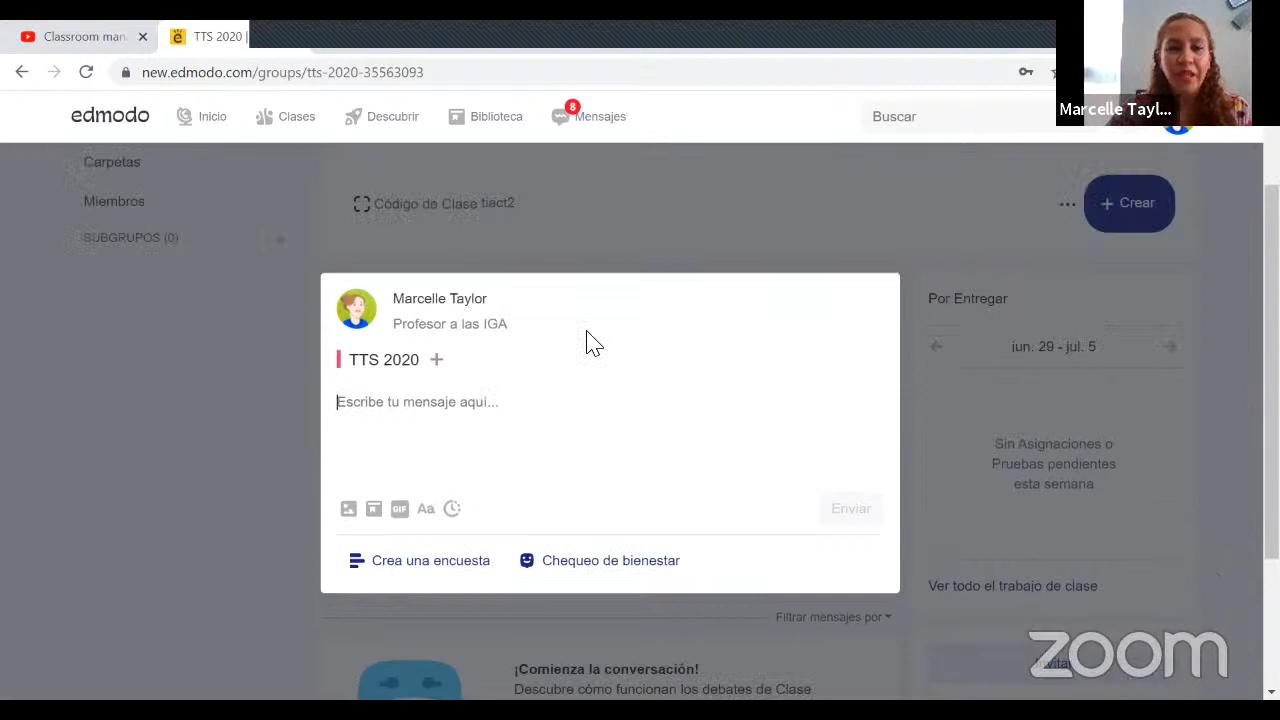 Classroom man
TTS 2020 |
new.edmodo.com/groups/tts-2020-35563093
Marcelle Tayl...
edmodo
Inicio
Clases
Descubrir
Biblioteca
8
Mensajes
Buscar
Carpetas
Miembros
SUBGRUPOS (0)
Código de Clase tiact2
+ Crear
Marcelle Taylor
Profesor a las IGA
TTS 2020 +
Escribe tu mensaje aquí...
GIF
Aa
Enviar
Crea una encuesta
Chequeo de bienestar
Por Entregar
jun. 29 - jul. 5
Sin Asignaciones o
Pruebas pendientes
esta semana
Ver todo el trabajo de clase
Filtrar mensajes por
¡Comienza la conversación!
Descubre cómo funcionan los debates de Clase
zoom